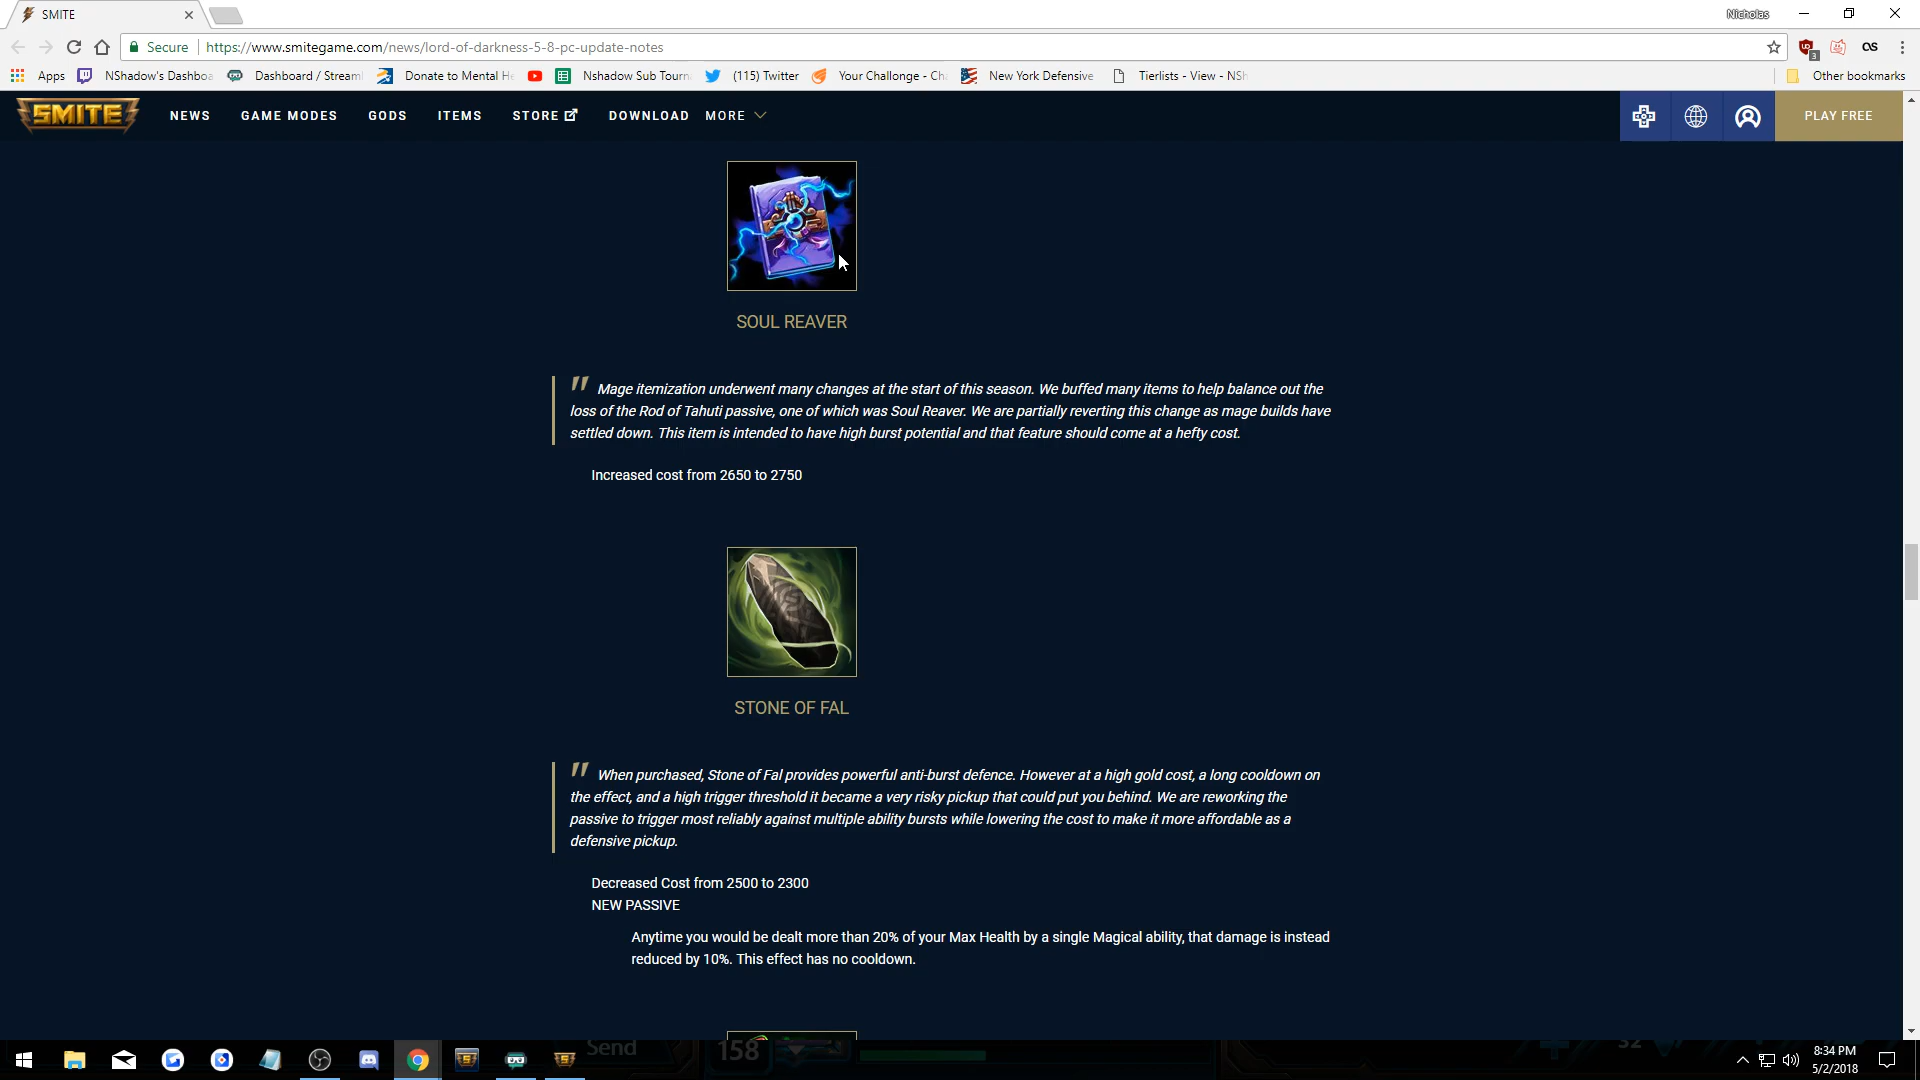 SMITE
Nicholas
Secure
https://www.smitegame.com/news/lord-of-darkness-5-8-pc-update-notes
Apps
NShadow's Dashboa
Dashboard / Stream
Donate to Mental He
Nshadow Sub Tourn
(115) Twitter
Your Challonge - Ch
New York Defensive
Tierlists - View - NSh
Other bookmarks
SMITE
NEWS
GAME MODES
GODS
ITEMS
STORE
DOWNLOAD
MORE
PLAY FREE
SOUL REAVER
" Mage itemization underwent many changes at the start of this season. We buffed many items to help balance out the
loss of the Rod of Tahuti passive, one of which was Soul Reaver. We are partially reverting this change as mage builds have
settled down. This item is intended to have high burst potential and that feature should come at a hefty cost.
Increased cost from 2650 to 2750
STONE OF FAL
" When purchased, Stone of Fal provides powerful anti-burst defence. However at a high gold cost, a long cooldown on
the effect, and a high trigger threshold it became a very risky pickup that could put you behind. We are reworking the
passive to trigger most reliably against multiple ability bursts while lowering the cost to make it more affordable as a
defensive pickup.
Decreased Cost from 2500 to 2300
NEW PASSIVE
Anytime you would be dealt more than 20% of your Max Health by a single Magical ability, that damage is instead
reduced by 10%. This effect has no cooldown.
Send
158
32
8:34 PM
5/2/2018